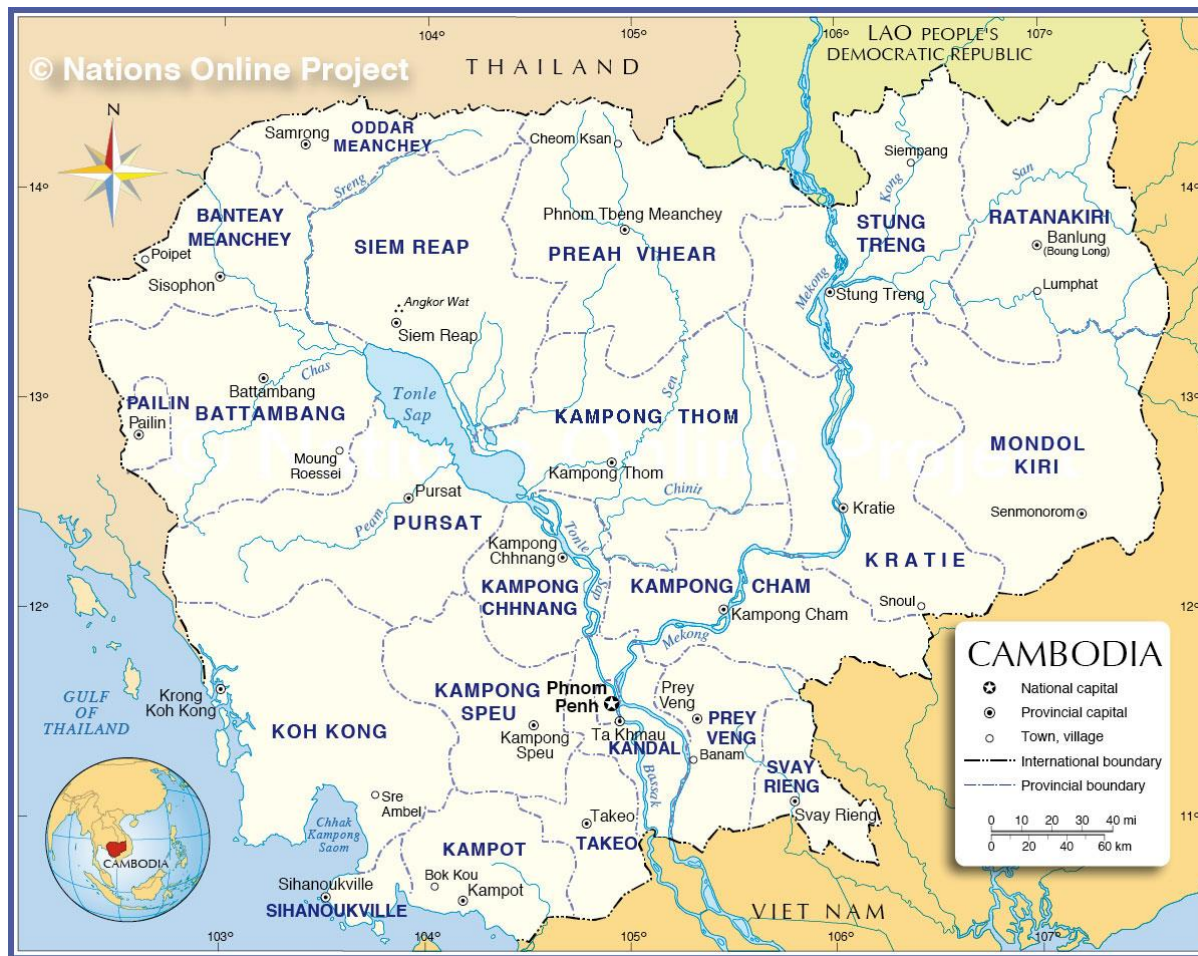 104°
105°
106°
107°
© Nations Online Project
THAILAND
LAO PEOPLE'S
DEMOCRATIC REPUBLIC
N
Samrong
ODDAR
MEANCHEY
Cheom Ksan
Siempang
Kong
San
14°
14°
Sreng
BANTEAY
MEANCHEY
Phnom Tbeng Meanchey
STUNG
TRENG
RATANAKIRI
Banlung
(Boung Long)
Poipet
SIEM REAP
PREAH VIHEAR
Sisophon
Mekong
Stung Treng
Lumphat
Angkor Wat
Siem Reap
Chas
Battambang
Tonle
Sap
Sen
13°
13°
PAILIN
Pailin
BATTAMBANG
KAMPONG THOM
MONDOL
KIRI
Moung
Roessei
Kampong Thom
Pursat
Chinit
Kratie
Senmonorom
Peam
PURSAT
Tonle
Sap
Kampong
Chhnang
KRATIE
KAMPONG
CHHNANG
KAMPONG CHAM
Snoul
12°
12°
Kampong Cham
Mekong
GULF
OF
THAILAND
Krong
Koh Kong
KAMPONG
SPEU
Phnom
Penh
Prey
Veng
KOH KONG
Kampong
Speu
Ta Khmau
KANDAL
PREY
VENG
Banam
Bassak
SVAY
RIENG
Svay Rieng
Sre
Ambel
Takeo
TAKEO
11°
Chhak
Kampong
Saom
KAMPOT
Bok Kou
Kampot
Sihanoukville
SIHANOUKVILLE
VIET NAM
CAMBODIA
CAMBODIA
National capital
Provincial capital
Town, village
International boundary
Provincial boundary
0 10 20 30 40 mi
0 20 40 60 km
103°
104°
105°
106°
107°